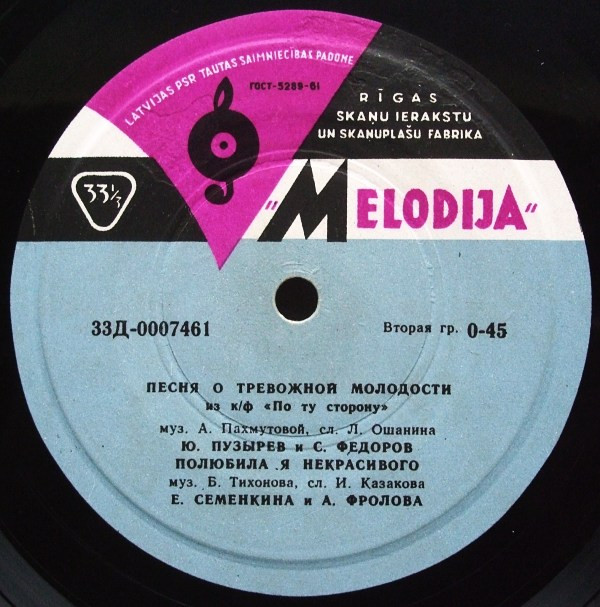 LATVIJAS PSR TAUTAS SAIMNIECĪBAS PADOME
ГОСТ-5289-61
RĪGAS
SKAŅU IERAKSTU
UN SKAŅUPLAŠU FABRIKA
33⅓
"MELODIJA"
33Д-0007461
Вторая гр. 0-45
ПЕСНЯ О ТРЕВОЖНОЙ МОЛОДОСТИ
из к/ф «По ту сторону»
муз. А. Пахмутовой, сл. Л. Ошанина
Ю. ПУЗЫРЕВ и С. ФЕДОРОВ
ПОЛЮБИЛА Я НЕКРАСИВОГО
муз. Б. Тихонова, сл. И. Казакова
Е. СЕМЕНКИНА и А. ФРОЛОВА